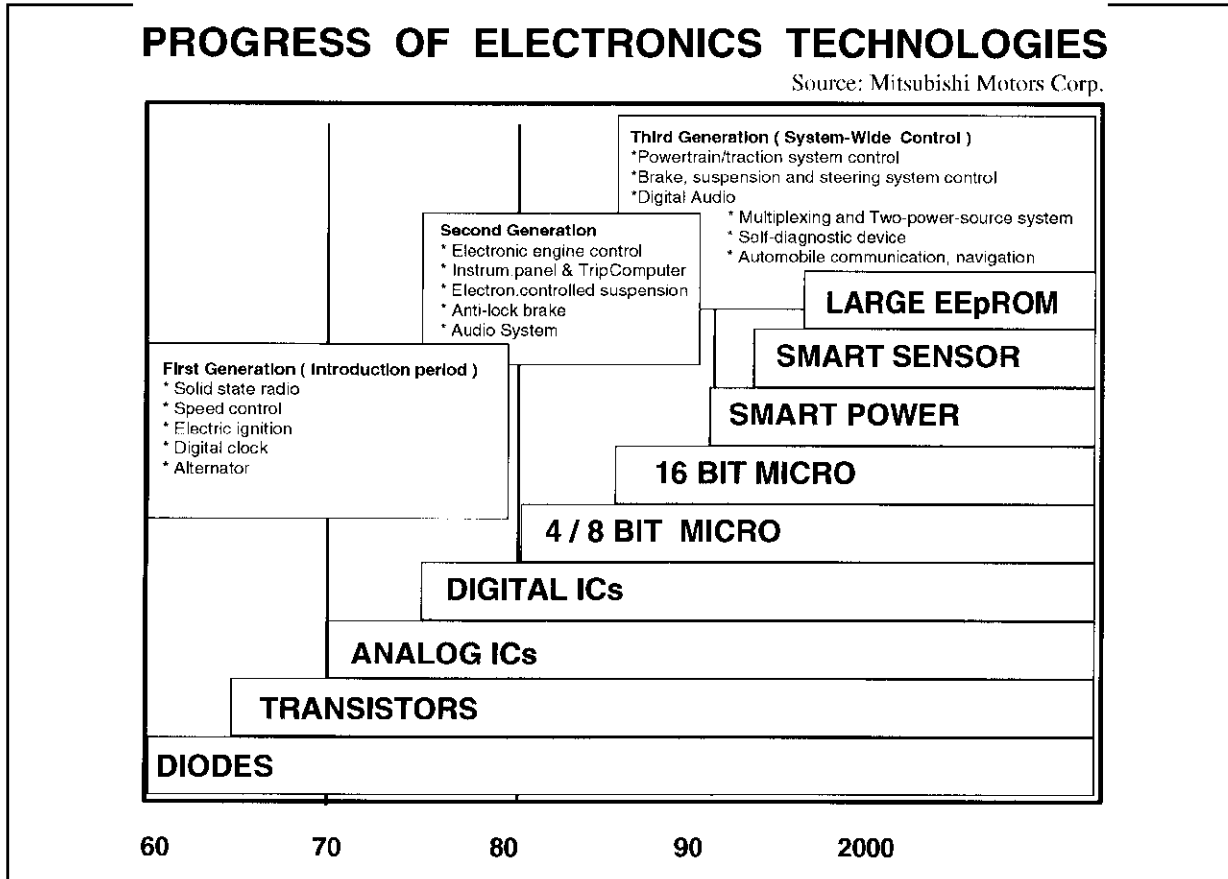 PROGRESS OF ELECTRONICS TECHNOLOGIES
Source: Mitsubishi Motors Corp.
Third Generation ( System-Wide Control )
*Powertrain/traction system control
*Brake, suspension and steering system control
*Digital Audio
* Multiplexing and Two-power-source system
* Self-diagnostic device
* Automobile communication, navigation
Second Generation
* Electronic engine control
* Instrum.panel & TripComputer
* Electron.controlled suspension
* Anti-lock brake
* Audio System
First Generation ( Introduction period )
* Solid state radio
* Speed control
* Electric ignition
* Digital clock
* Alternator
LARGE EEpROM
SMART SENSOR
SMART POWER
16 BIT MICRO
4 / 8 BIT MICRO
DIGITAL ICs
ANALOG ICs
TRANSISTORS
DIODES
60 70 80 90 2000